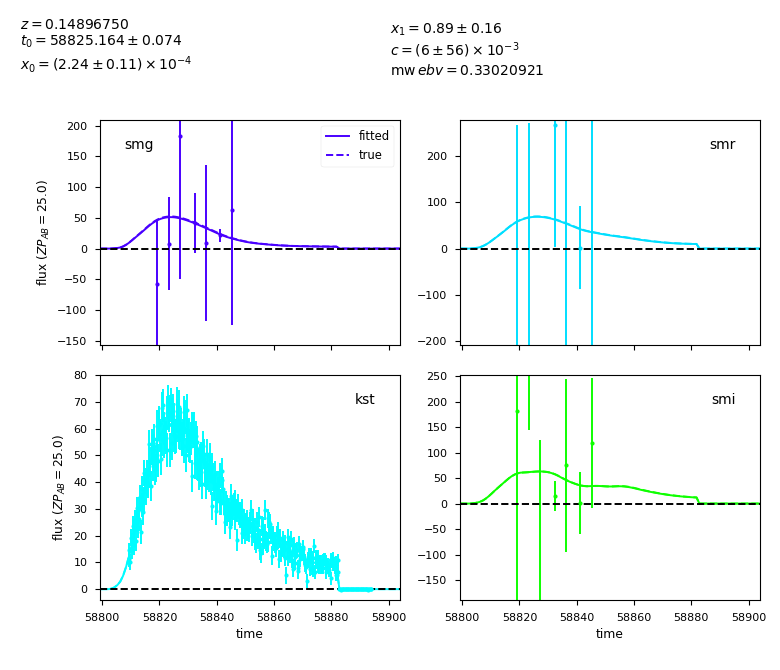 z = 0.14896750
t₀ = 58825.164 ± 0.074
x₀ = (2.24 ± 0.11) × 10⁻⁴
x₁ = 0.89 ± 0.16
c = (6 ± 56) × 10⁻³
mw ebv = 0.33020921
200
150
100
50
0
−50
−100
−150
flux (ZP_AB = 25.0)
smg
fitted
true
200
100
0
−100
−200
smr
80
70
60
50
40
30
20
10
0
flux (ZP_AB = 25.0)
kst
58800 58820 58840 58860 58880 58900
time
250
200
150
100
50
0
−50
−100
−150
smi
58800 58820 58840 58860 58880 58900
time